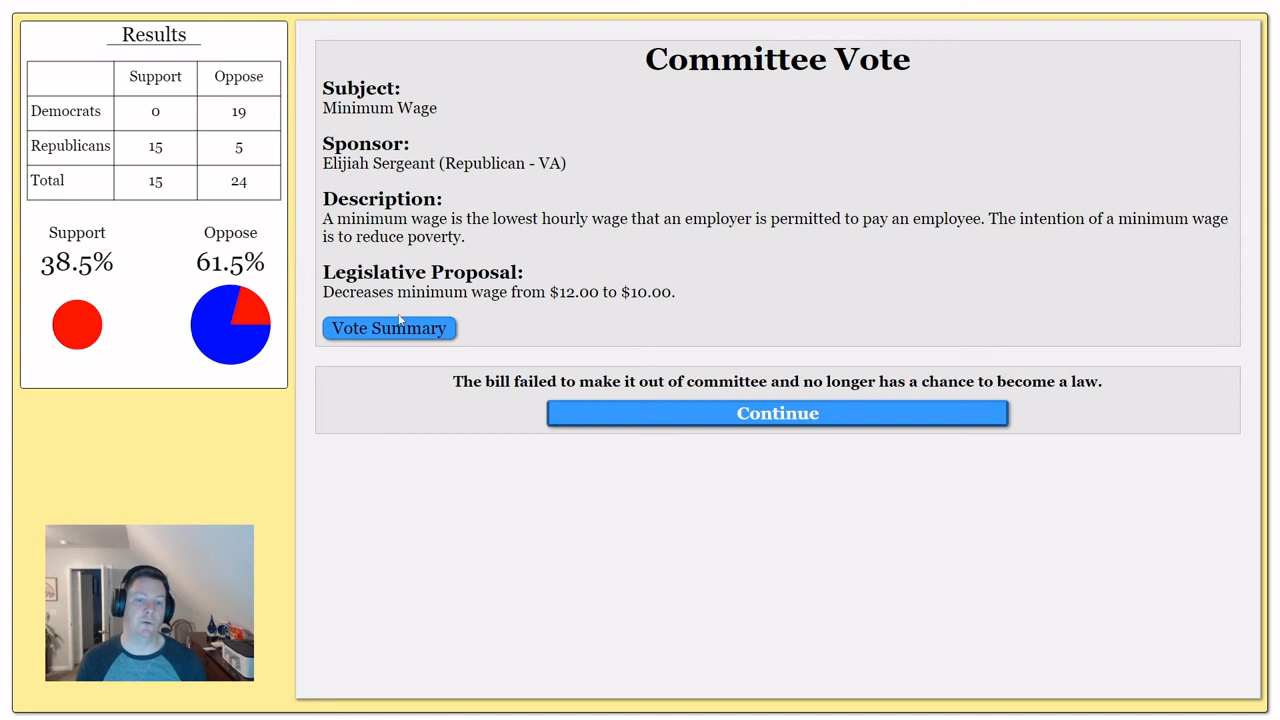 Results
Support Oppose
Democrats 0 19
Republicans 15 5
Total 15 24
Support Oppose
38.5% 61.5%
Committee Vote
Subject:
Minimum Wage
Sponsor:
Elijiah Sergeant (Republican - VA)
Description:
A minimum wage is the lowest hourly wage that an employer is permitted to pay an employee. The intention of a minimum wage
is to reduce poverty.
Legislative Proposal:
Decreases minimum wage from $12.00 to $10.00.
Vote Summary
The bill failed to make it out of committee and no longer has a chance to become a law.
Continue